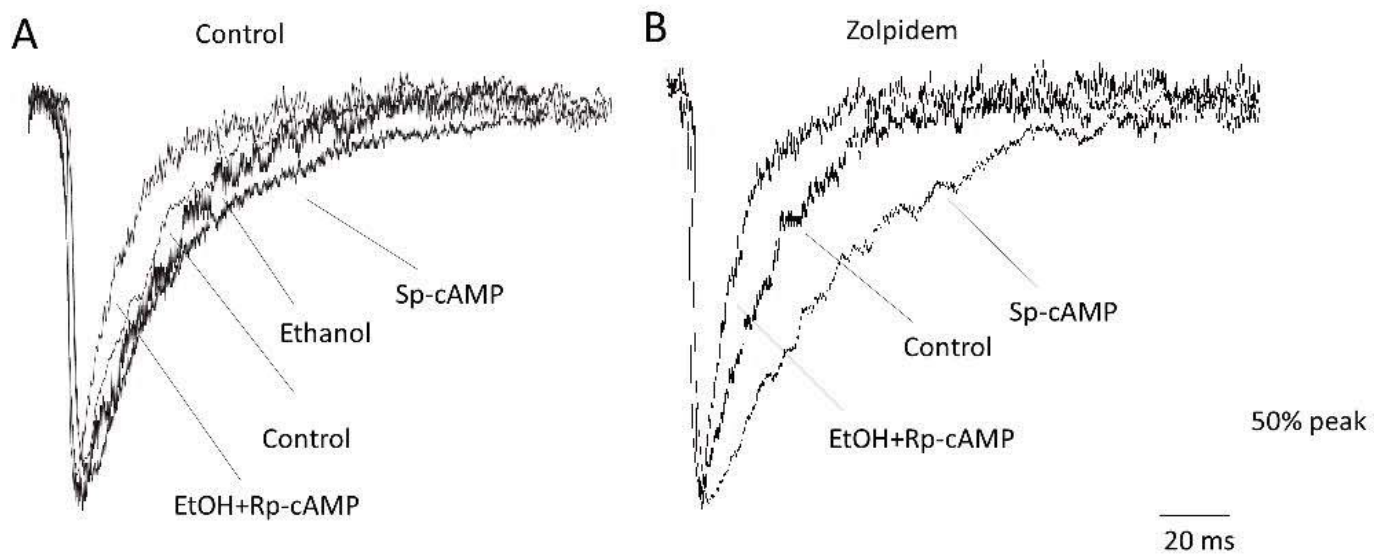 A
Control
Sp-cAMP
Ethanol
Control
EtOH+Rp-cAMP
B
Zolpidem
Sp-cAMP
Control
EtOH+Rp-cAMP
50% peak
20 ms